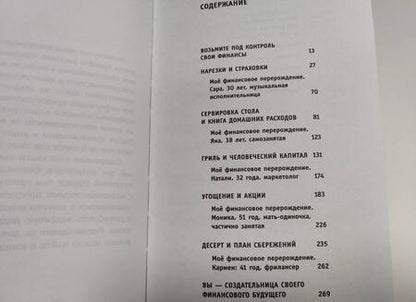 СОДЕРЖАНИЕ
ВОЗЬМИТЕ ПОД КОНТРОЛЬ
СВОИ ФИНАНСЫ 13
НАРЕЗКИ И СТРАХОВКИ 27
Моё финансовое перерождение.
Сара. 30 лет, музыкальная
исполнительница 70
СЕРВИРОВКА СТОЛА
И КНИГА ДОМАШНИХ РАСХОДОВ 81
Моё финансовое перерождение.
Яна, 38 лет, самозанятая 123
ГРИЛЬ И ЧЕЛОВЕЧЕСКИЙ КАПИТАЛ 131
Моё финансовое перерождение.
Натали, 32 года, маркетолог 174
УГОЩЕНИЕ И АКЦИИ 183
Моё финансовое перерождение.
Моника, 51 год, мать-одиночка,
частично занятая 226
ДЕСЕРТ И ПЛАН СБЕРЕЖЕНИЙ 235
Моё финансовое перерождение.
Кармен: 41 год, фрилансер 262
ВЫ — СОЗДАТЕЛЬНИЦА СВОЕГО
ФИНАНСОВОГО БУДУЩЕГО 269